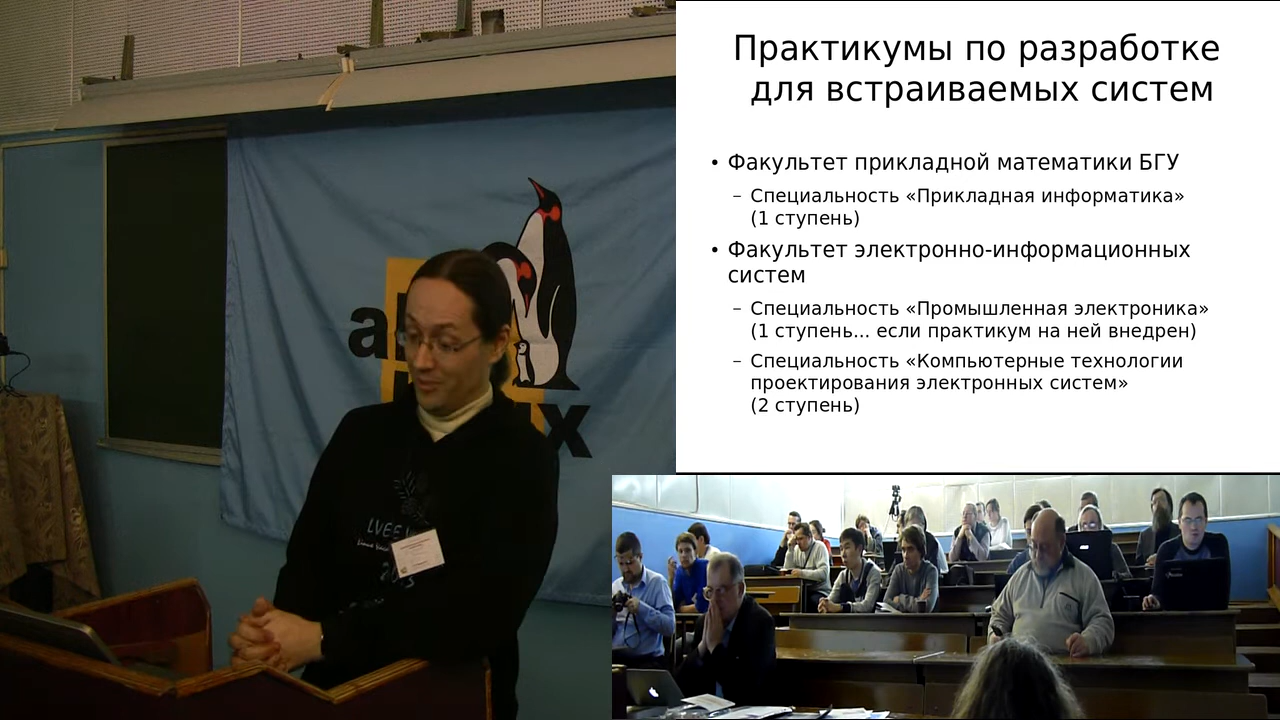 Практикумы по разработке
для встраиваемых систем
• Факультет прикладной математики БГУ
– Специальность «Прикладная информатика»
(1 ступень)
• Факультет электронно-информационных
систем
– Специальность «Промышленная электроника»
(1 ступень... если практикум на ней внедрен)
– Специальность «Компьютерные технологии
проектирования электронных систем»
(2 ступень)
LVEE